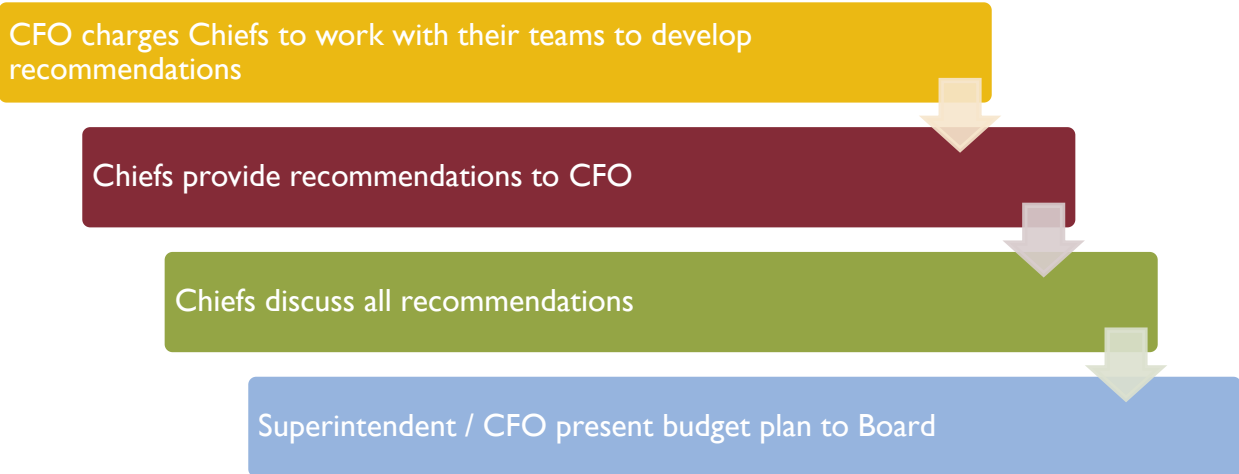 CFO charges Chiefs to work with their teams to develop
recommendations
Chiefs provide recommendations to CFO
Chiefs discuss all recommendations
Superintendent / CFO present budget plan to Board